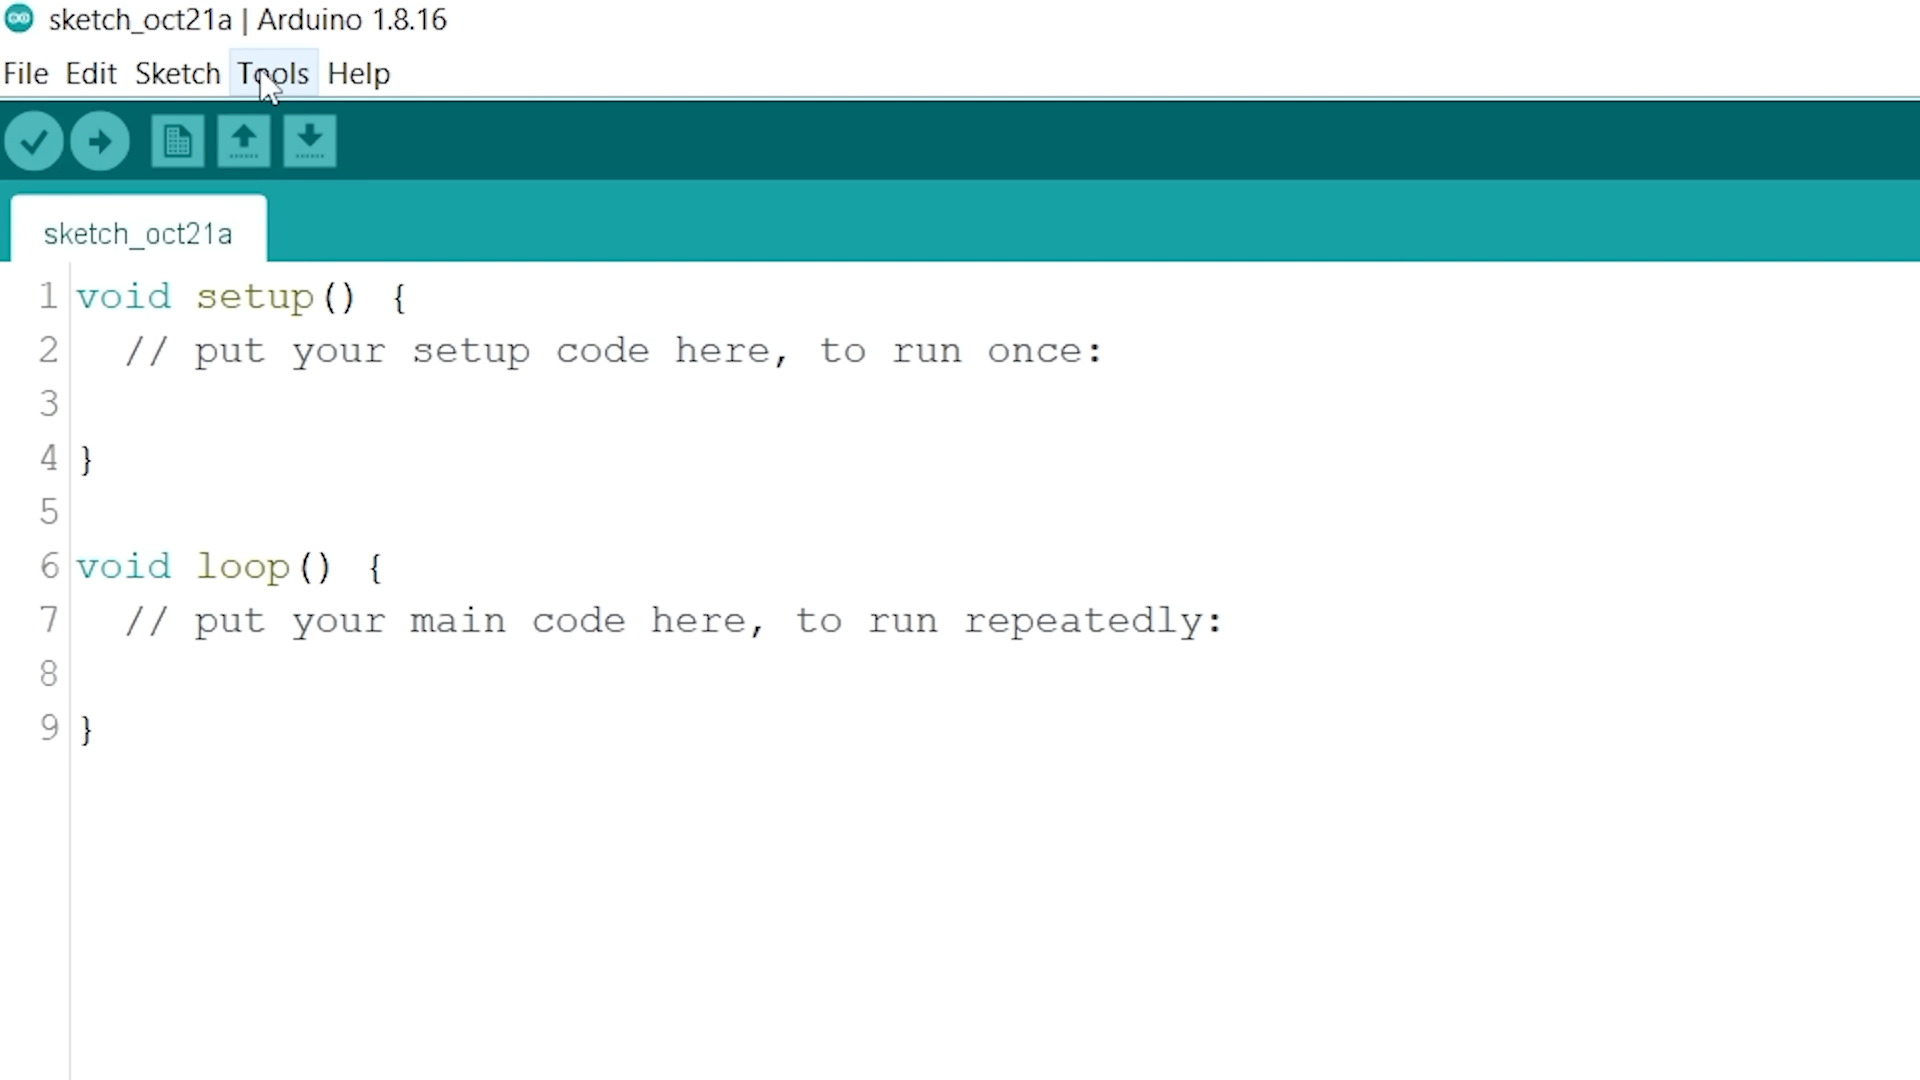 sketch_oct21a | Arduino 1.8.16
File Edit Sketch Tools Help
sketch_oct21a
1 void setup() {
2   // put your setup code here, to run once:
3
4 }
5
6 void loop() {
7   // put your main code here, to run repeatedly:
8
9 }